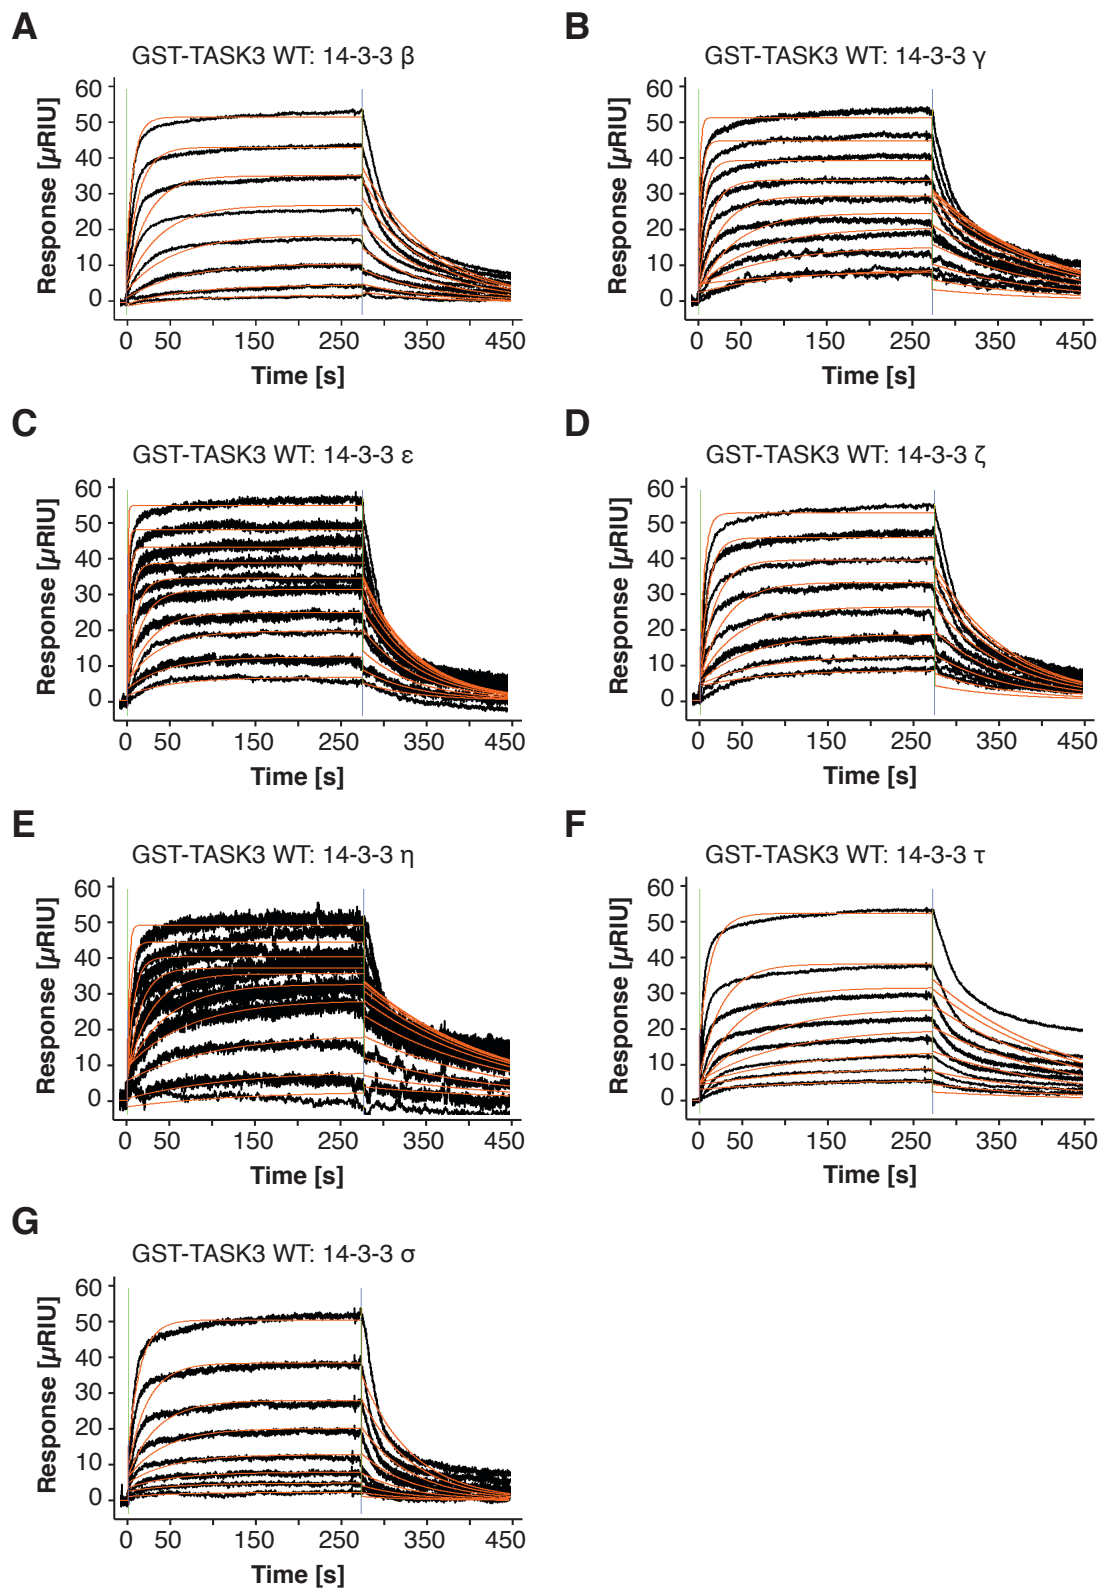 A
GST-TASK3 WT: 14-3-3 β
Response [µRIU]
60
50
40
30
20
10
0
0 50 150 250 350 450
Time [s]
B
GST-TASK3 WT: 14-3-3 γ
Response [µRIU]
60
50
40
30
20
10
0
0 50 150 250 350 450
Time [s]
C
GST-TASK3 WT: 14-3-3 ε
Response [µRIU]
60
50
40
30
20
10
0
0 50 150 250 350 450
Time [s]
D
GST-TASK3 WT: 14-3-3 ζ
Response [µRIU]
60
50
40
30
20
10
0
0 50 150 250 350 450
Time [s]
E
GST-TASK3 WT: 14-3-3 η
Response [µRIU]
60
50
40
30
20
10
0
0 50 150 250 350 450
Time [s]
F
GST-TASK3 WT: 14-3-3 τ
Response [µRIU]
60
50
40
30
20
10
0
0 50 150 250 350 450
Time [s]
G
GST-TASK3 WT: 14-3-3 σ
Response [µRIU]
60
50
40
30
20
10
0
0 50 150 250 350 450
Time [s]